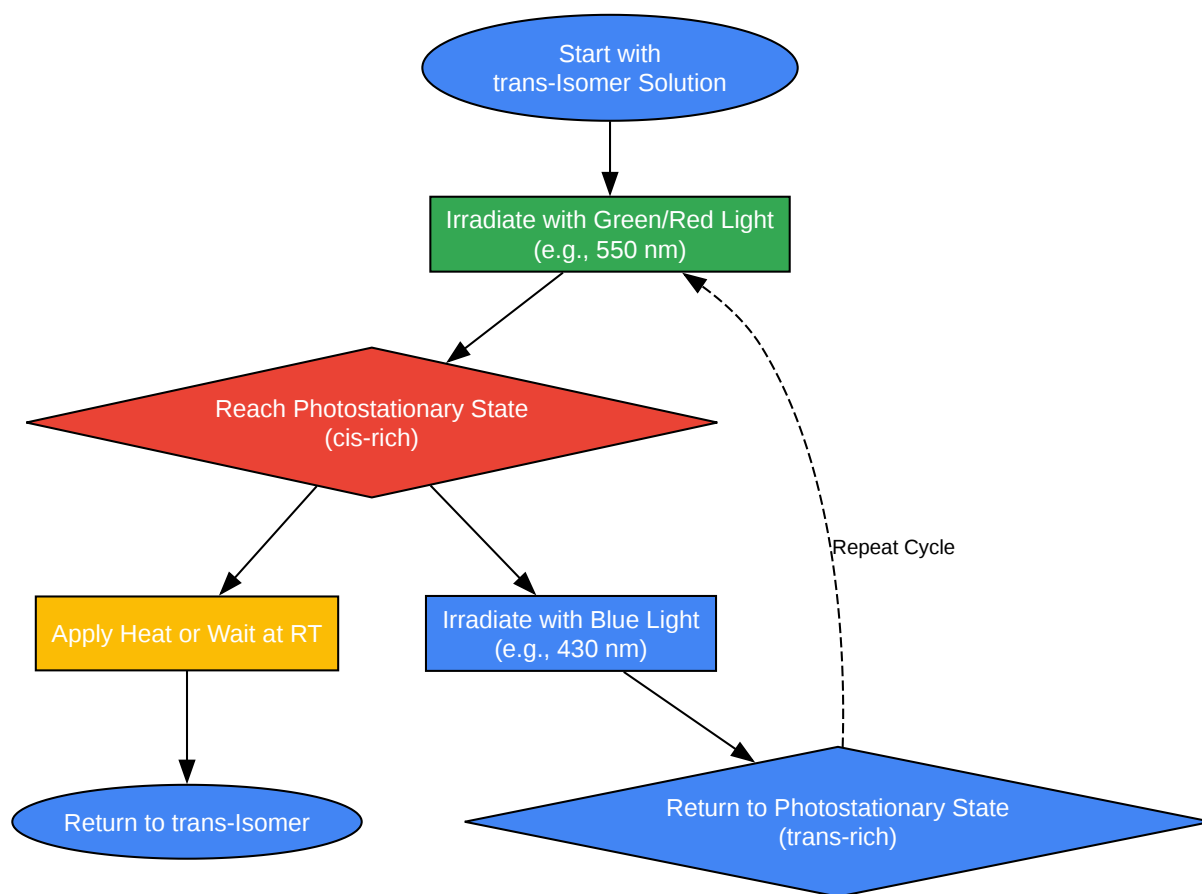 Start with
trans-Isomer Solution
Irradiate with Green/Red Light
(e.g., 550 nm)
Reach Photostationary State
(cis-rich)
Repeat Cycle
Apply Heat or Wait at RT
Irradiate with Blue Light
(e.g., 430 nm)
Return to trans-Isomer
Return to Photostationary State
(trans-rich)